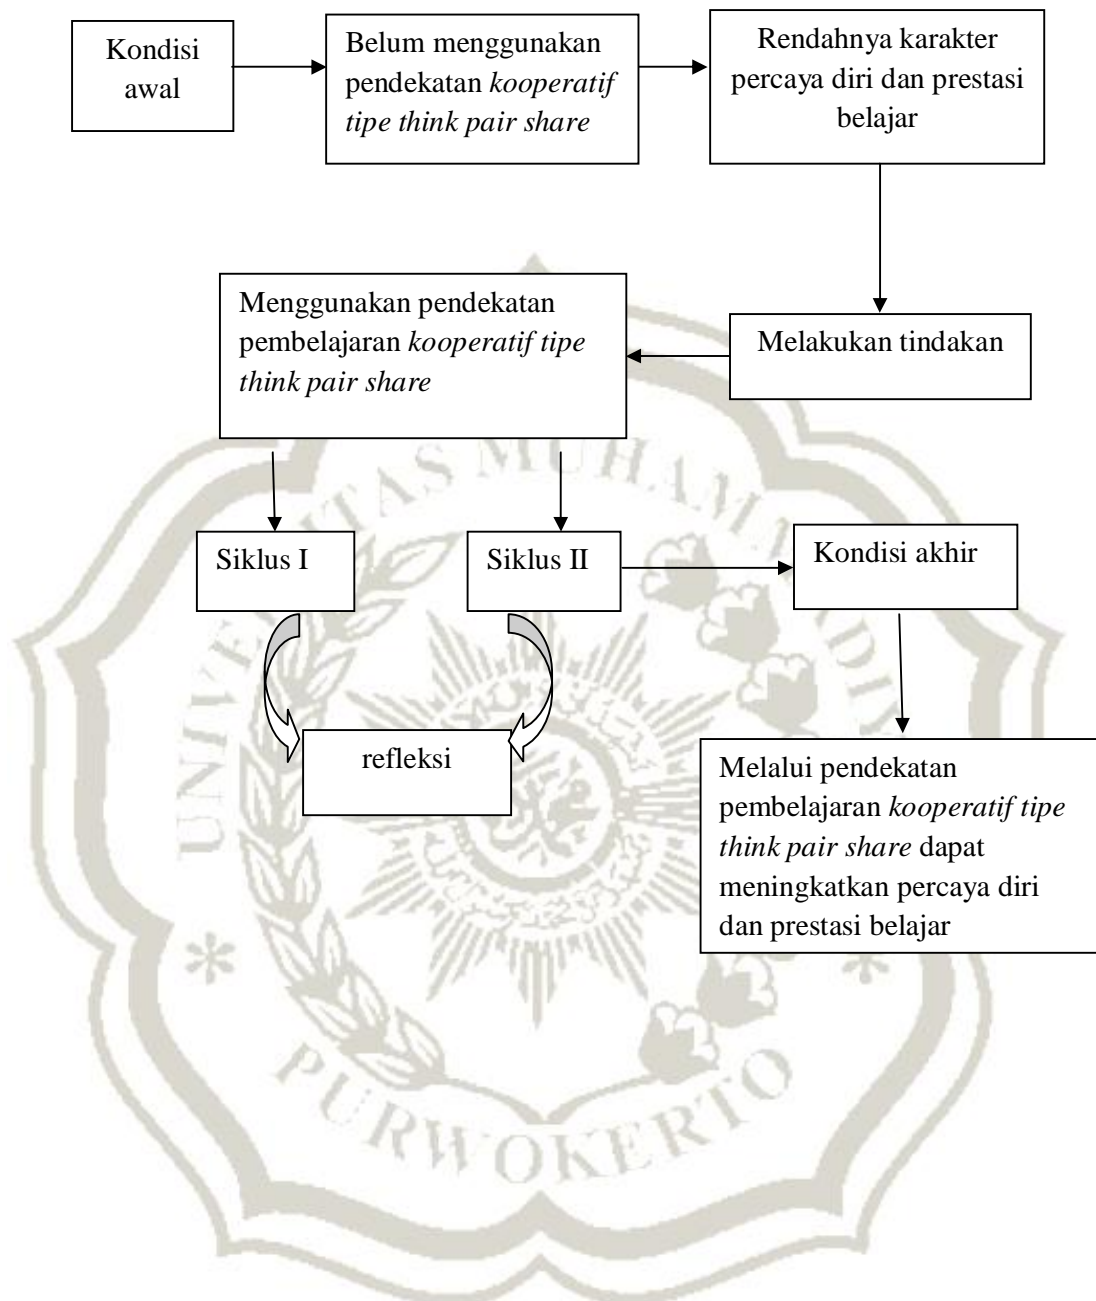 Kondisi
awal
Belum menggunakan
pendekatan kooperatif
tipe think pair share
Rendahnya karakter
percaya diri dan prestasi
belajar
Menggunakan pendekatan
pembelajaran kooperatif tipe
think pair share
Melakukan tindakan
Siklus I
Siklus II
Kondisi akhir
refleksi
Melalui pendekatan
pembelajaran kooperatif tipe
think pair share dapat
meningkatkan percaya diri
dan prestasi belajar
PURWOKERTO